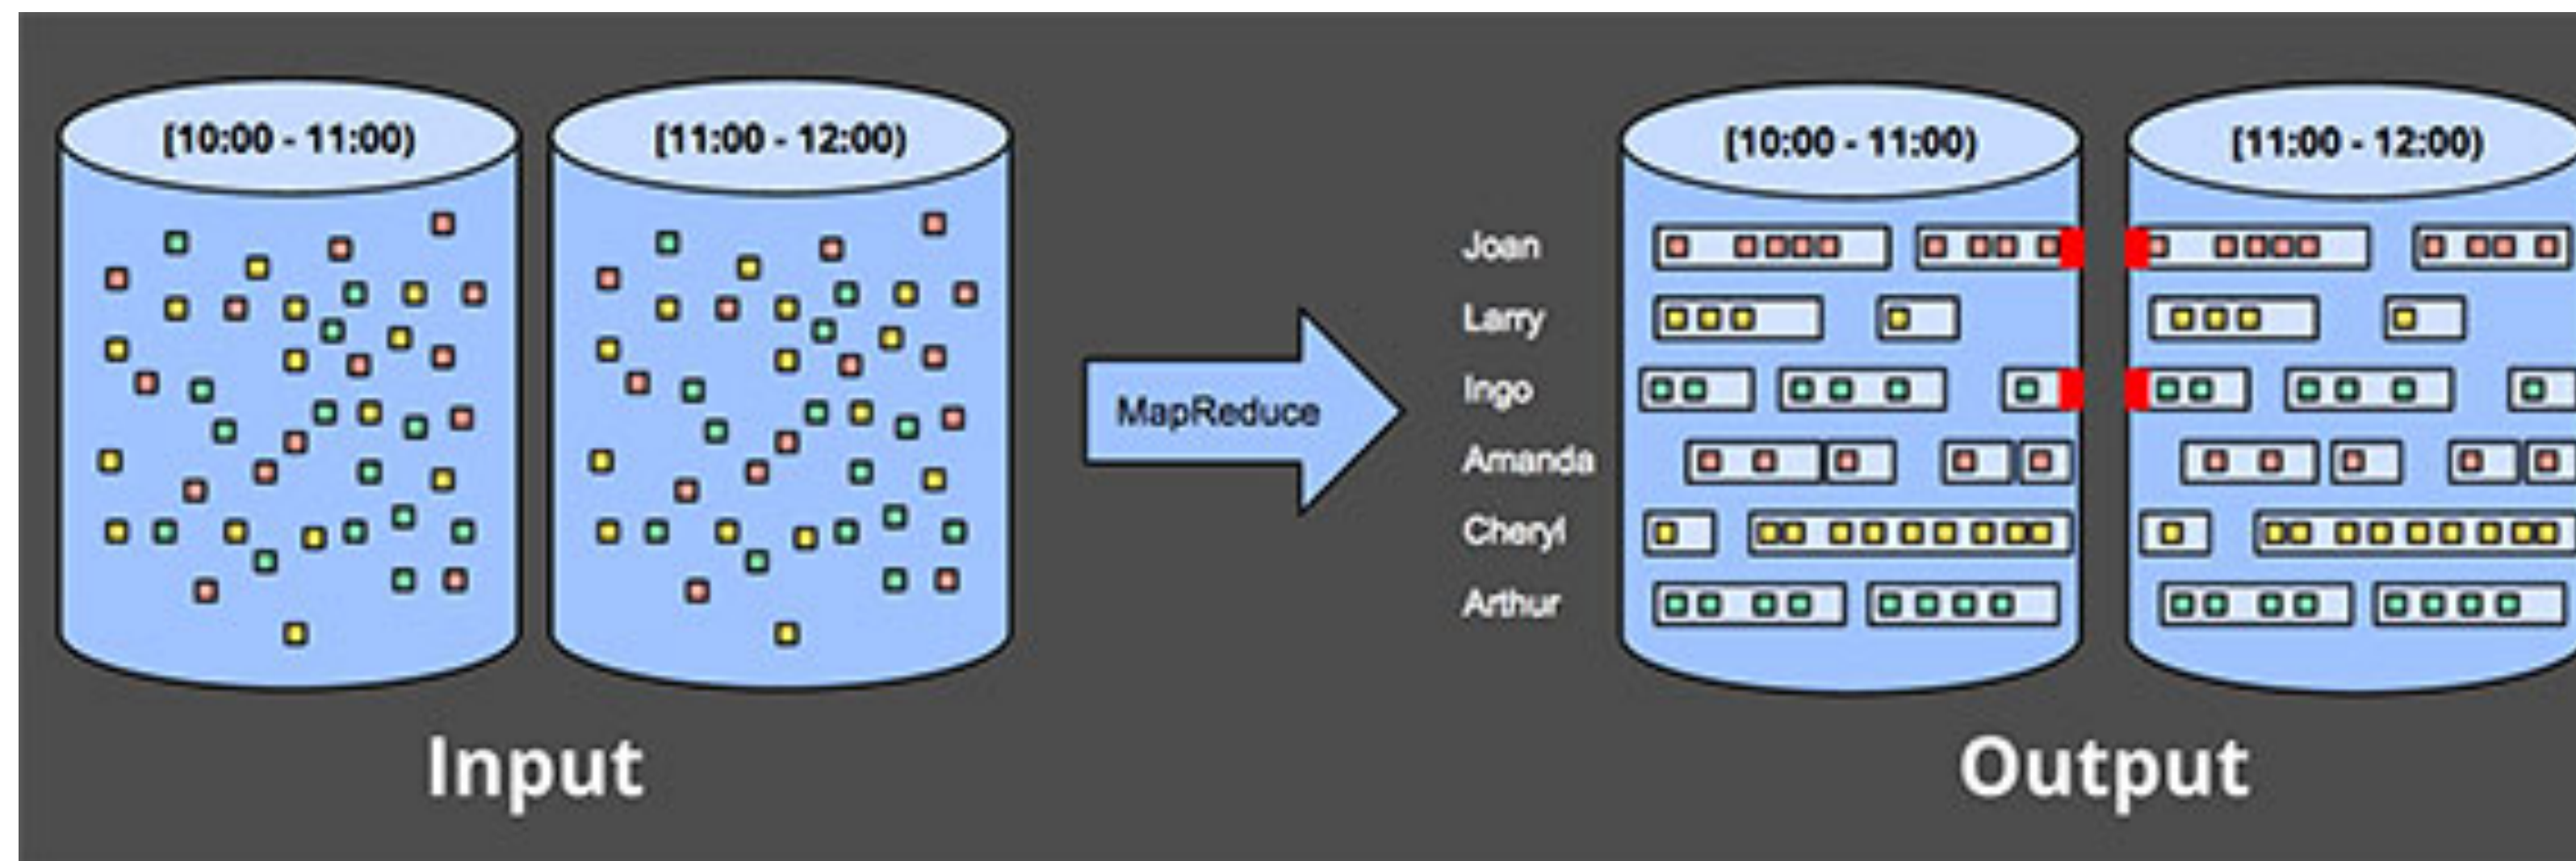 [10:00 - 11:00)
[11:00 - 12:00)
MapReduce
Input
[10:00 - 11:00)
[11:00 - 12:00)
Joan
Larry
Ingo
Amanda
Cheryl
Arthur
Output